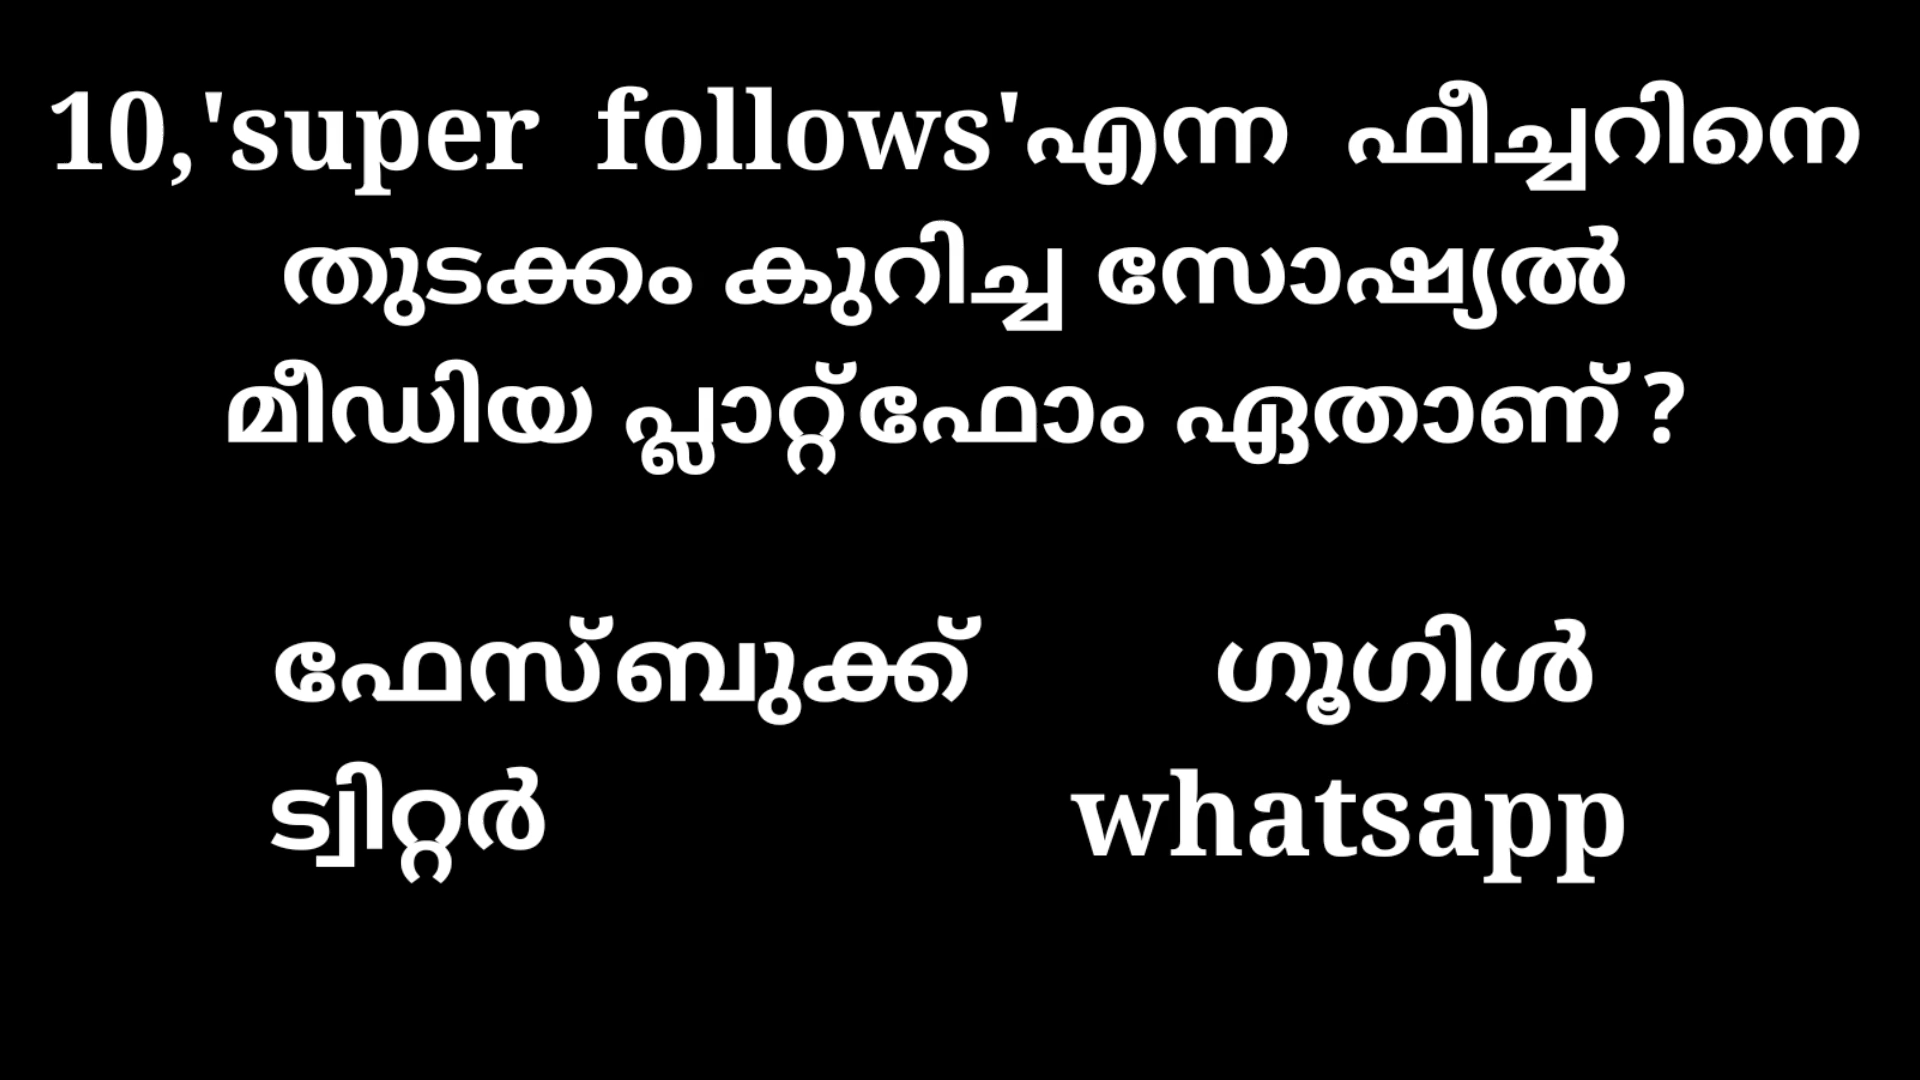 10,'super follows'എന്ന ഫീച്ചറിനെ
തുടക്കം കുറിച്ച സോഷ്യൽ
മീഡിയ പ്ലാറ്റ്ഫോം ഏതാണ്?
ഫേസ്ബുക്ക് ഗൂഗിൾ
ട്വിറ്റർ whatsapp